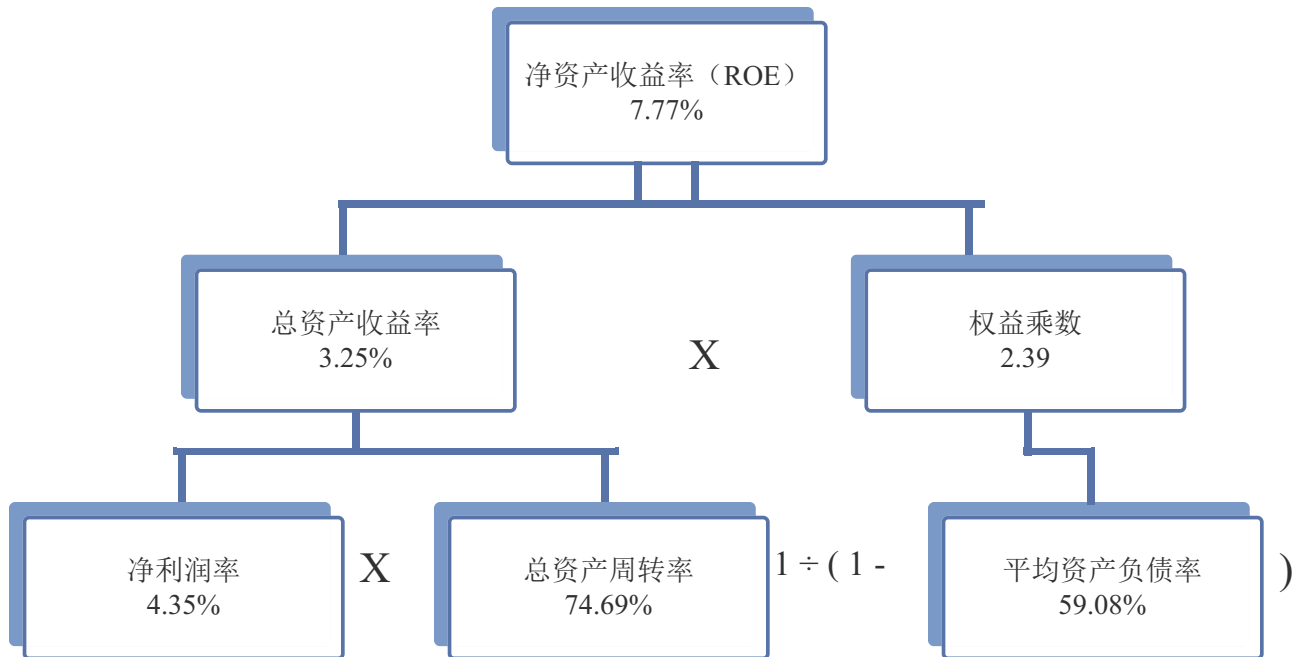 净资产收益率（ROE）
7.77%
总资产收益率
3.25%
X
权益乘数
2.39
净利润率
4.35%
X
总资产周转率
74.69%
1 ÷ ( 1 -
平均资产负债率
59.08%
)